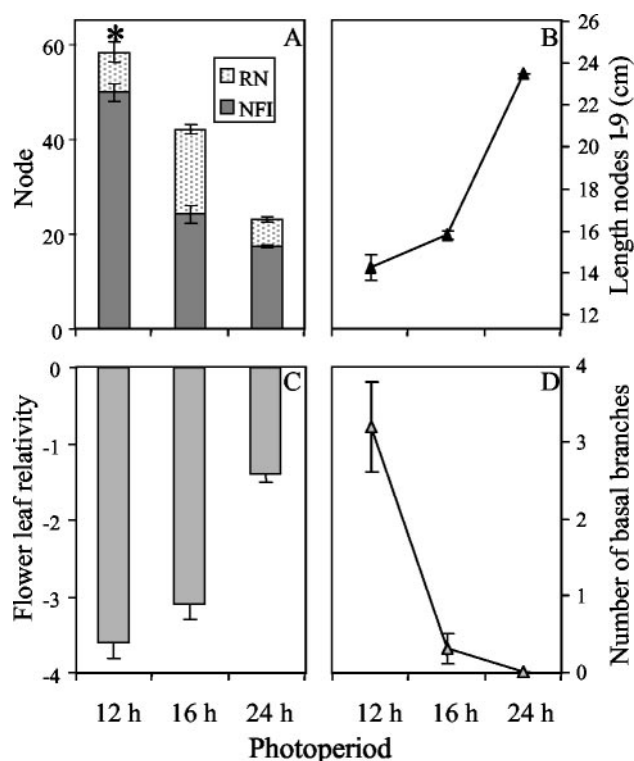 *
A
RN
NFI
Node
60
40
20
0
B
26
24
22
20
18
16
14
12
Length nodes 1-9 (cm)
C
0
-1
-2
-3
-4
Flower leaf relativity
D
4
3
2
1
0
Number of basal branches
12 h 16 h 24 h 12 h 16 h 24 h
Photoperiod